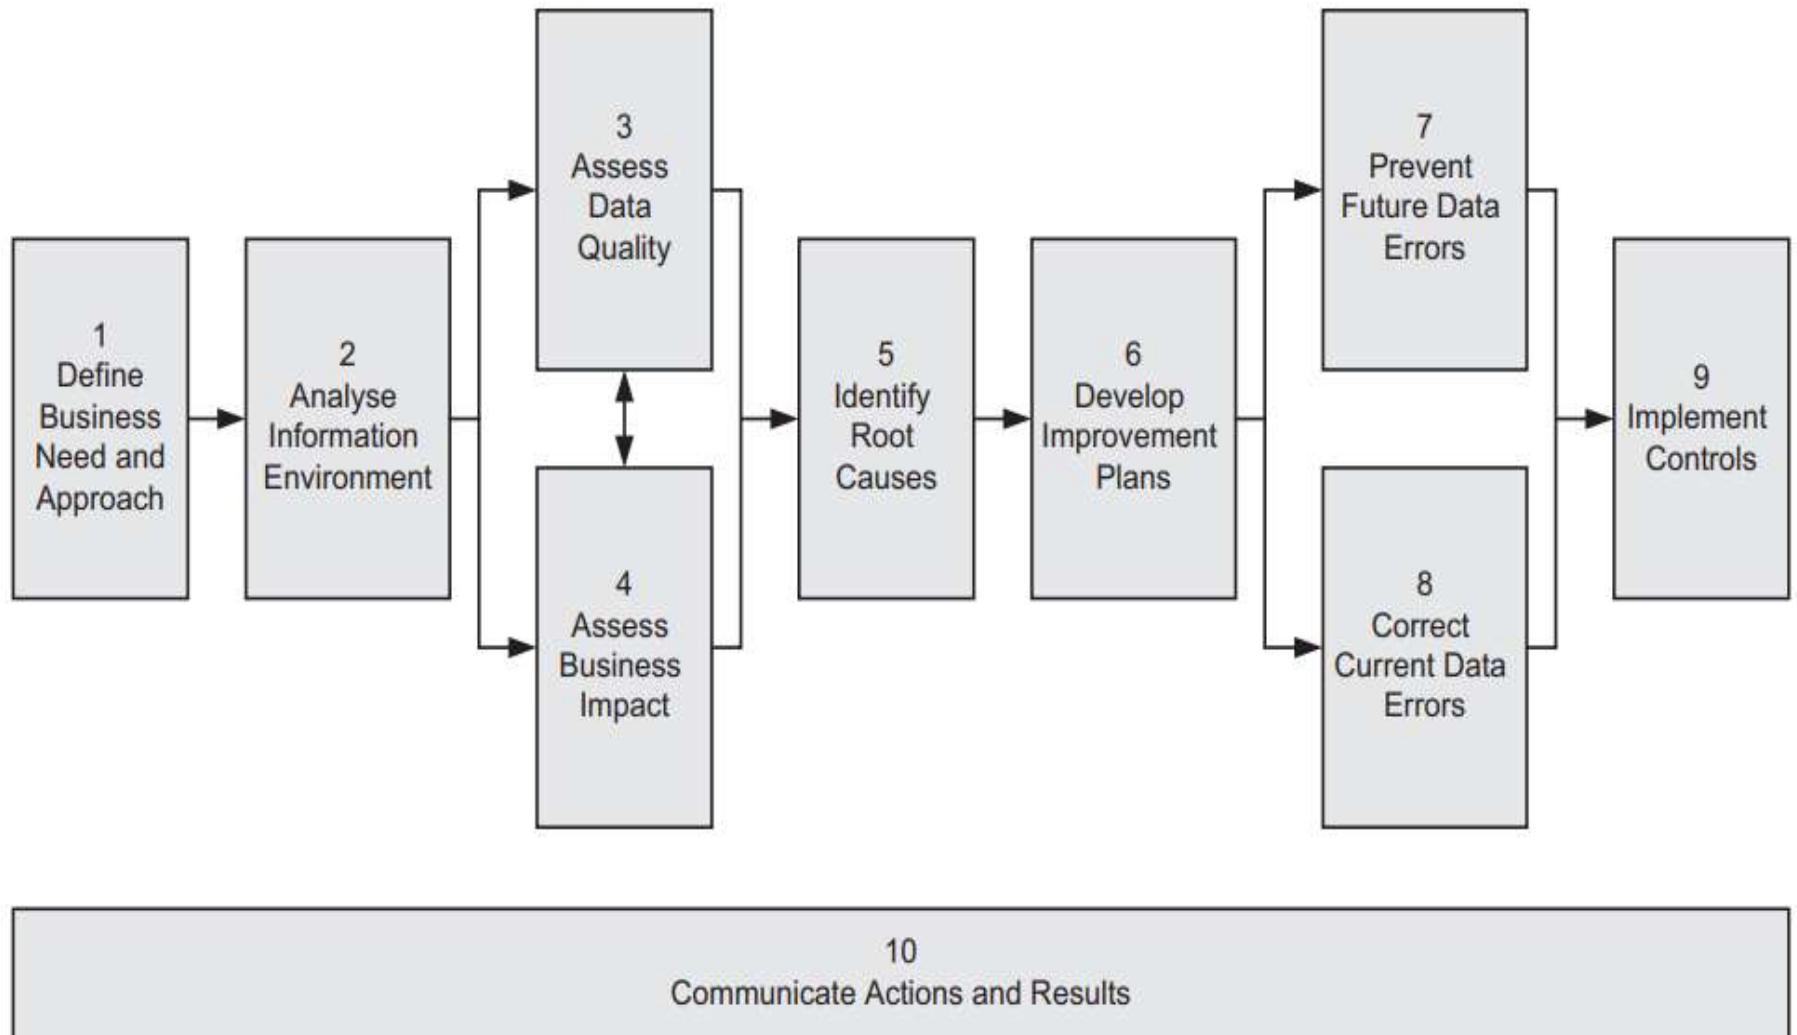 1
Define
Business
Need and
Approach
2
Analyse
Information
Environment
3
Assess
Data
Quality
4
Assess
Business
Impact
5
Identify
Root
Causes
6
Develop
Improvement
Plans
7
Prevent
Future Data
Errors
8
Correct
Current Data
Errors
9
Implement
Controls
10
Communicate Actions and Results